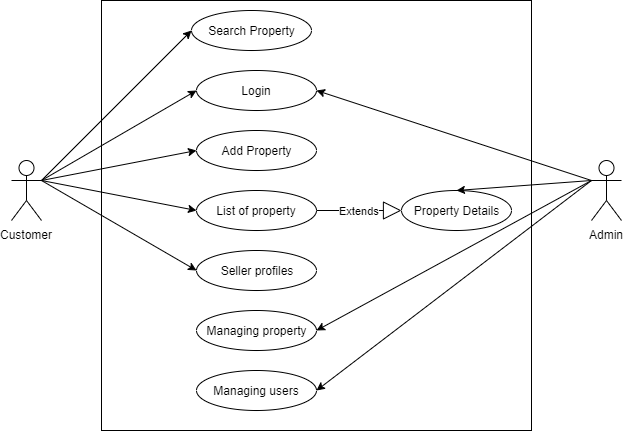 Search Property
Login
Add Property
List of property
Extends
Property Details
Customer
Admin
Seller profiles
Managing property
Managing users